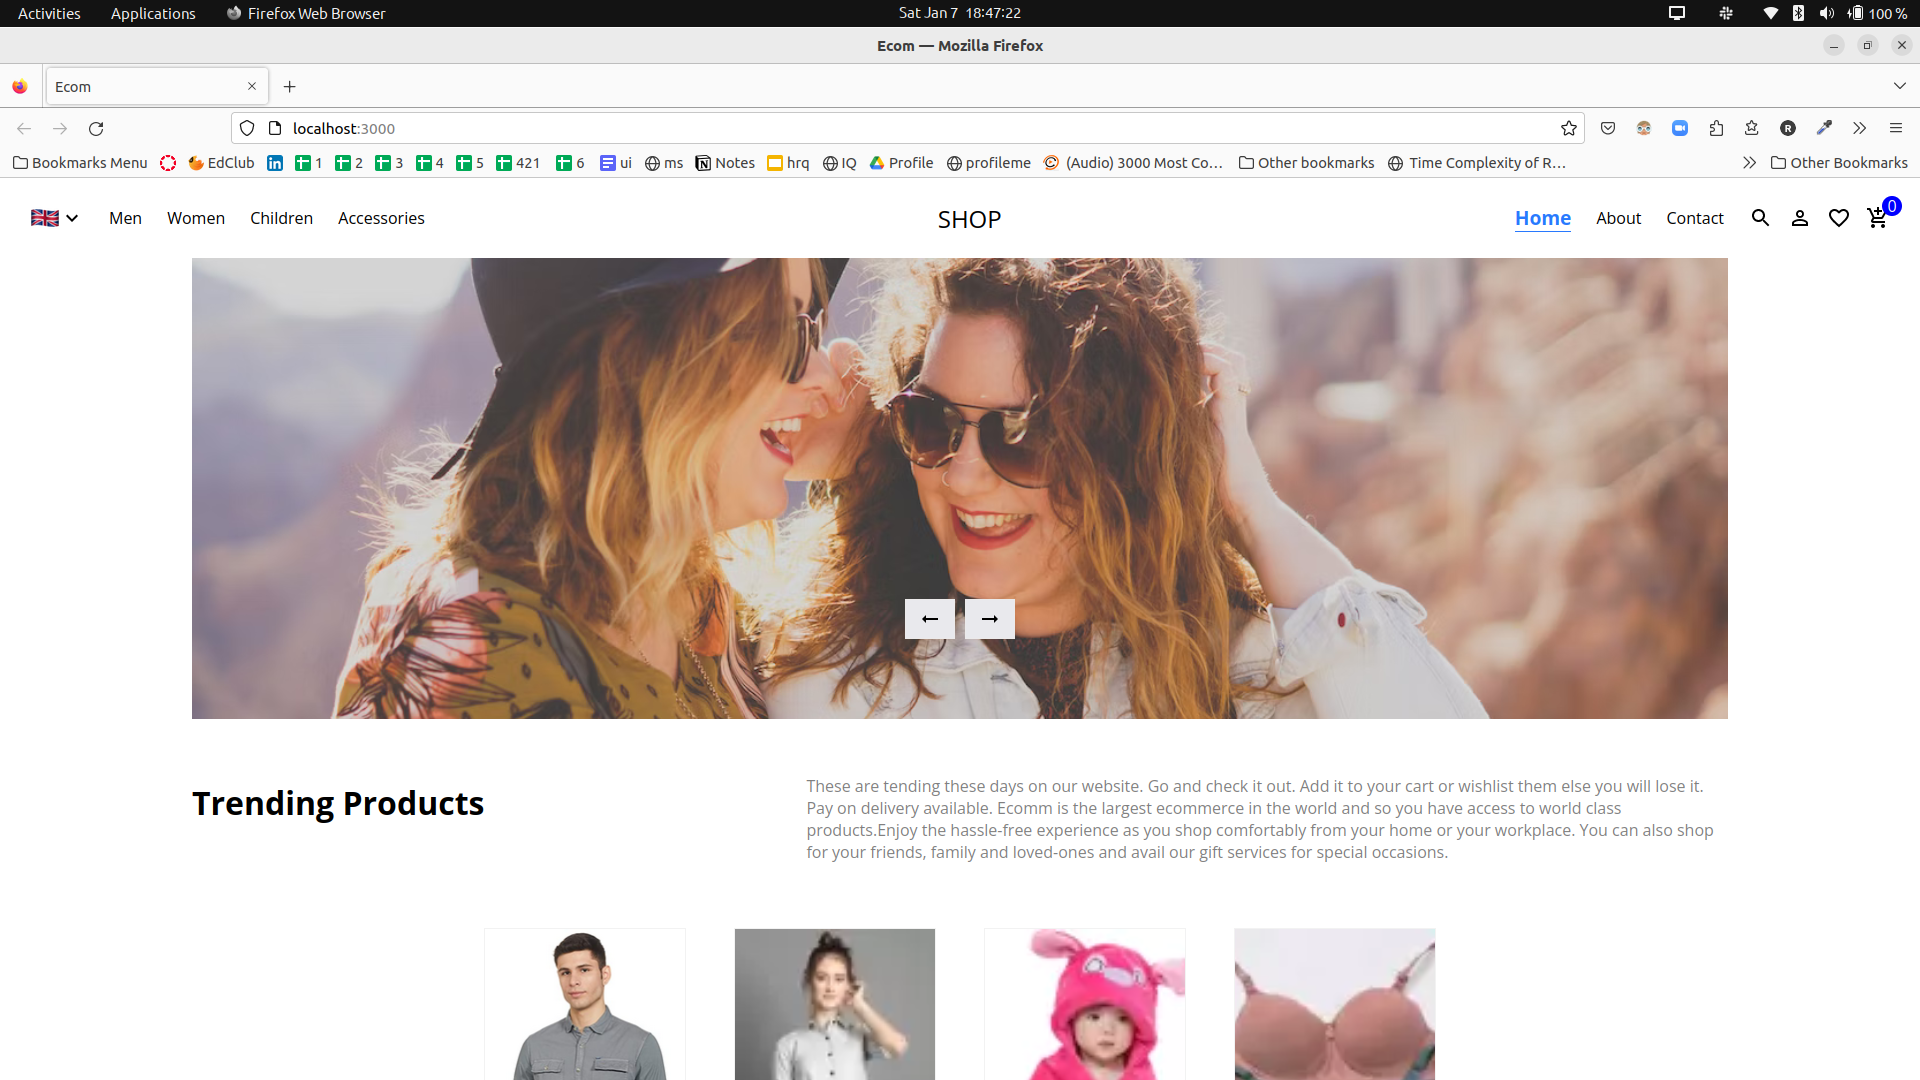 Activities Applications Firefox Web Browser Sat Jan 7 18:47:22 100 %
Ecom — Mozilla Firefox
Ecom
localhost:3000
Bookmarks Menu EdClub 1 2 3 4 5 421 6 ui ms Notes hrq IQ Profile profileme (Audio) 3000 Most Co… Other bookmarks Time Complexity of R… Other Bookmarks
Men Women Children Accessories SHOP Home About Contact 0
Trending Products
These are tending these days on our website. Go and check it out. Add it to your cart or wishlist them else you will lose it.
Pay on delivery available. Ecomm is the largest ecommerce in the world and so you have access to world class
products.Enjoy the hassle-free experience as you shop comfortably from your home or your workplace. You can also shop
for your friends, family and loved-ones and avail our gift services for special occasions.